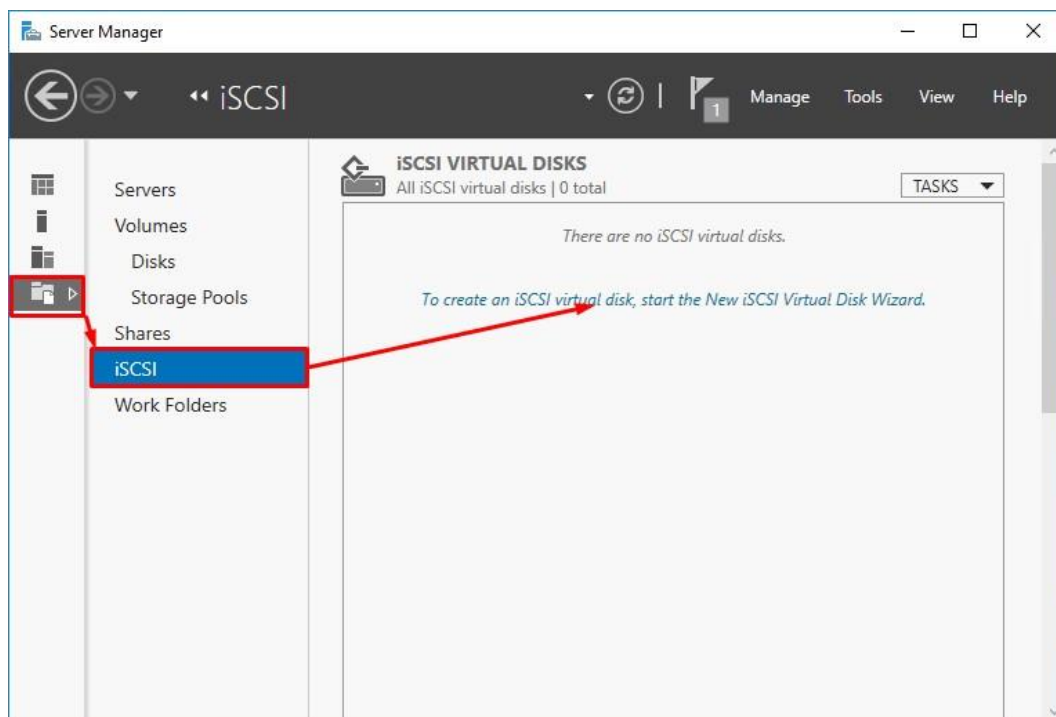 Server Manager
iSCSI
1
Manage
Tools
View
Help
Servers
Volumes
Disks
Storage Pools
Shares
iSCSI
Work Folders
iSCSI VIRTUAL DISKS
All iSCSI virtual disks | 0 total
TASKS
There are no iSCSI virtual disks.
To create an iSCSI virtual disk, start the New iSCSI Virtual Disk Wizard.